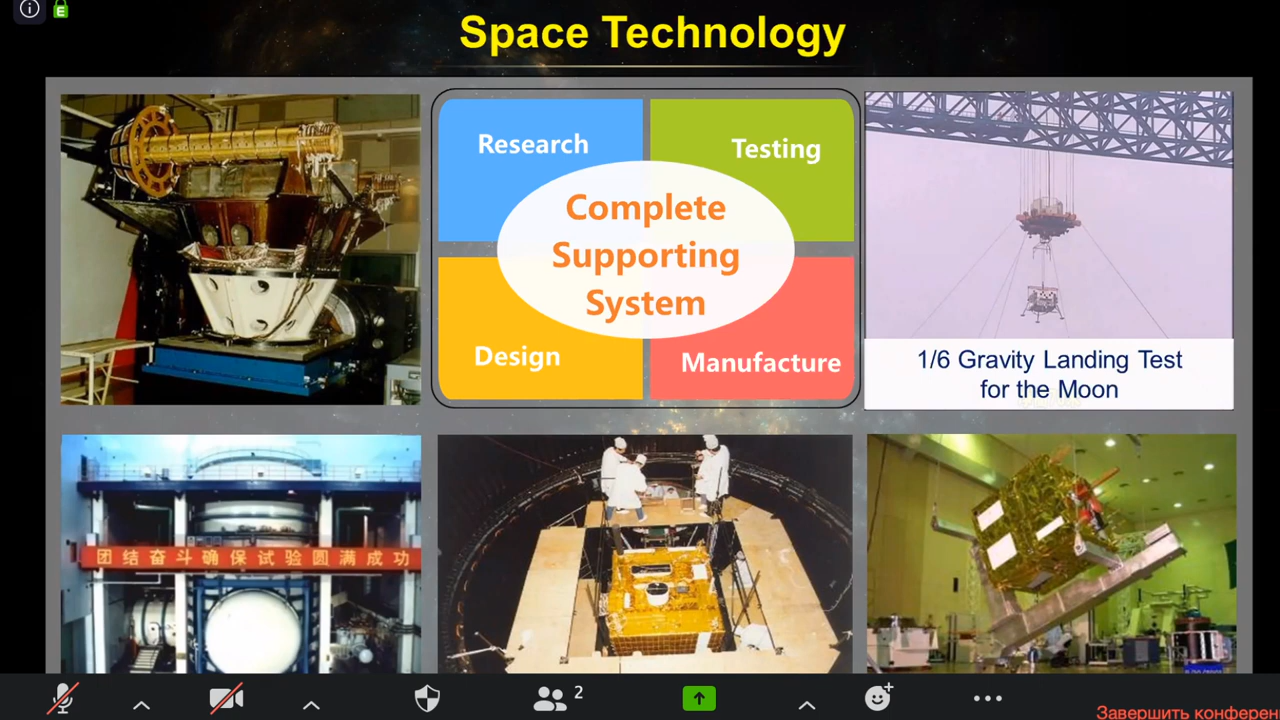 E
Space Technology
Research
Testing
Complete
Supporting
System
Design
Manufacture
1/6 Gravity Landing Test
for the Moon
团结奋斗确保试验圆满成功
2
Завершить конферен